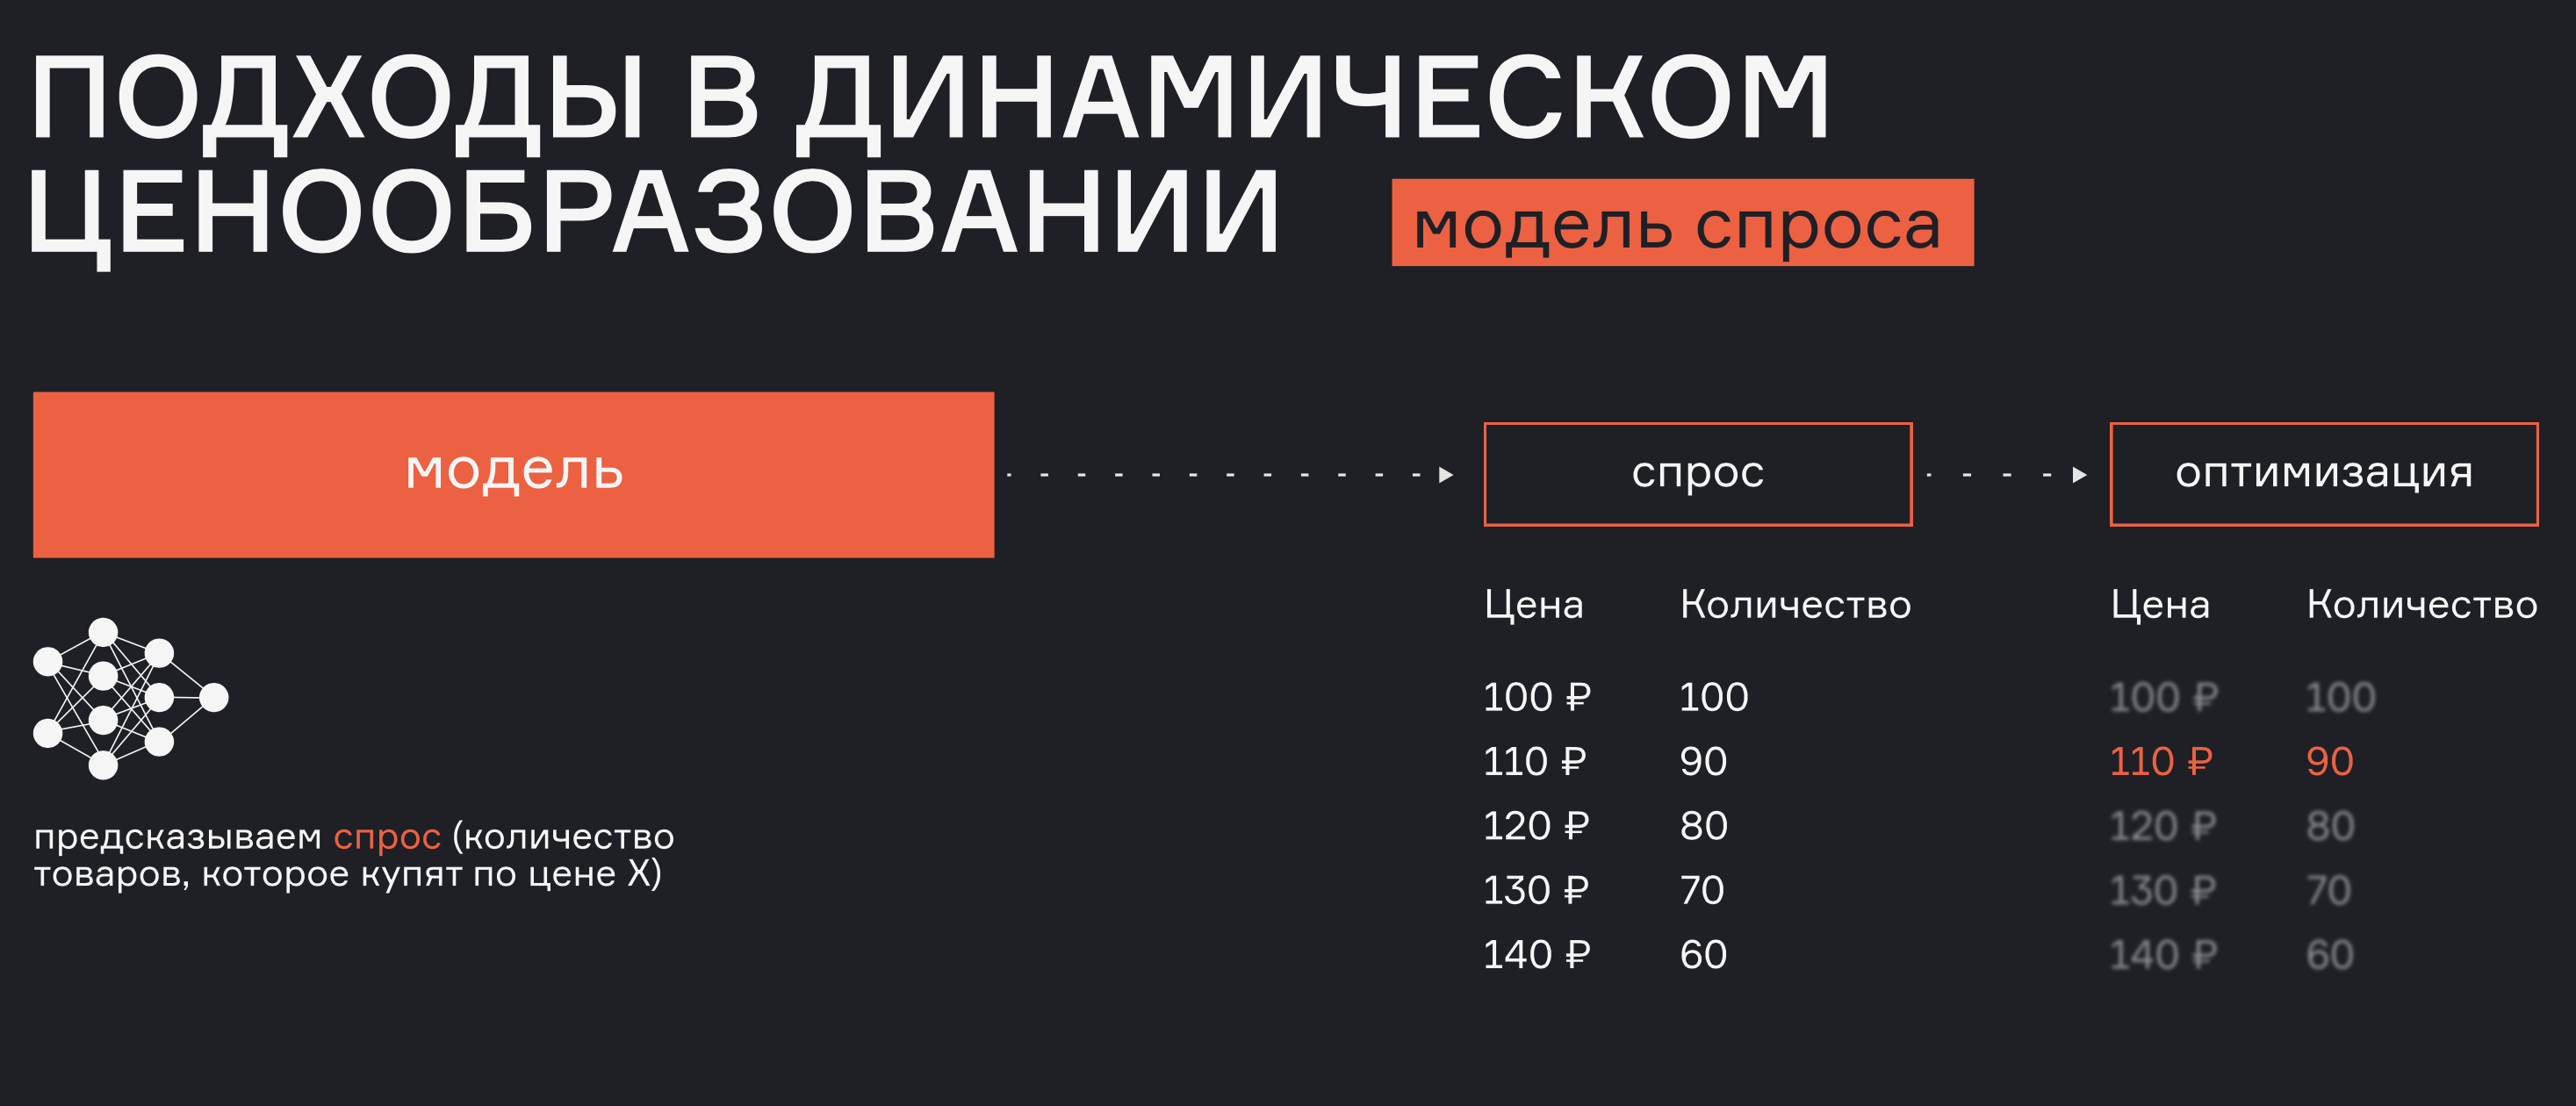 ПОДХОДЫ В ДИНАМИЧЕСКОМ
ЦЕНООБРАЗОВАНИИ модель спроса
модель
спрос
оптимизация
предсказываем спрос (количество
товаров, которое купят по цене X)
Цена Количество
100 ₽ 100
110 ₽ 90
120 ₽ 80
130 ₽ 70
140 ₽ 60
Цена Количество
100 ₽ 100
110 ₽ 90
120 ₽ 80
130 ₽ 70
140 ₽ 60